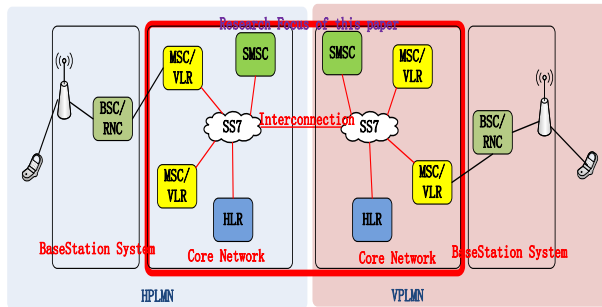 Research Focus of this paper
MSC/
VLR
SMSC
SMSC
MSC/
VLR
BSC/
RNC
SS7
Interconnection
SS7
BSC/
RNC
MSC/
VLR
MSC/
VLR
HLR
HLR
BaseStation System
Core Network
Core Network
BaseStation System
HPLMN
VPLMN